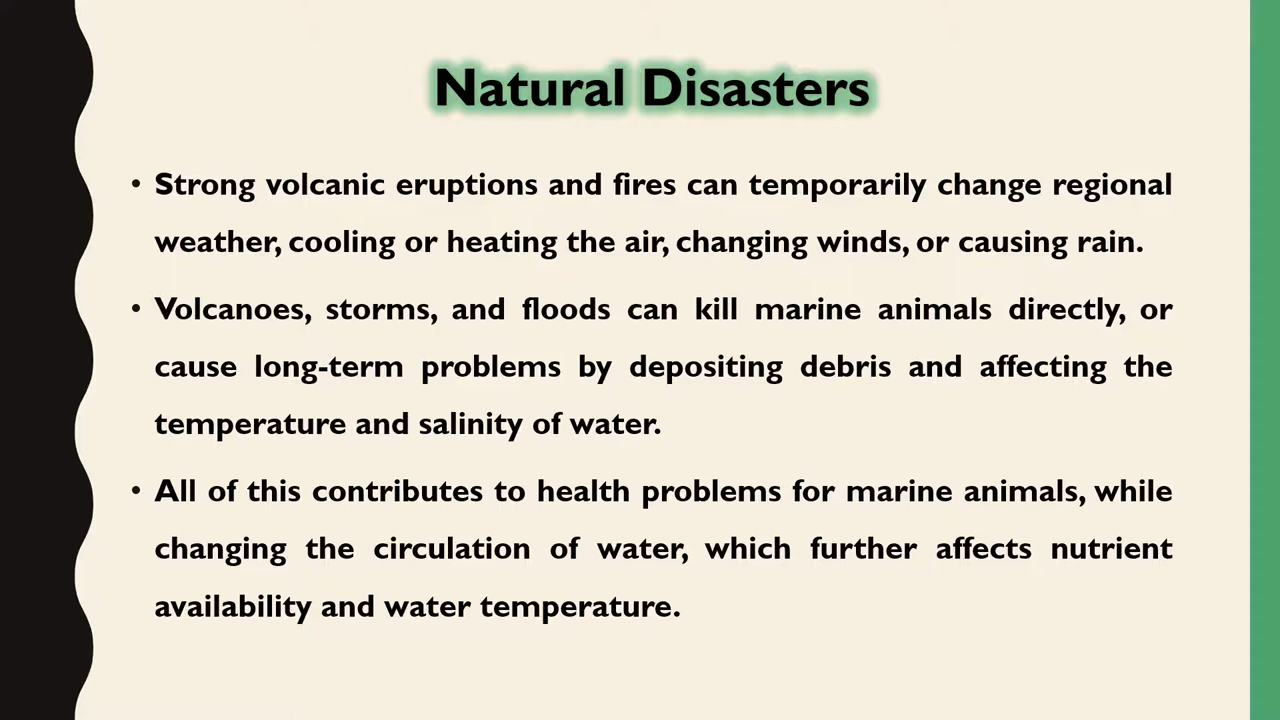 Natural Disasters
• Strong volcanic eruptions and fires can temporarily change regional
weather, cooling or heating the air, changing winds, or causing rain.
• Volcanoes, storms, and floods can kill marine animals directly, or
cause long-term problems by depositing debris and affecting the
temperature and salinity of water.
• All of this contributes to health problems for marine animals, while
changing the circulation of water, which further affects nutrient
availability and water temperature.